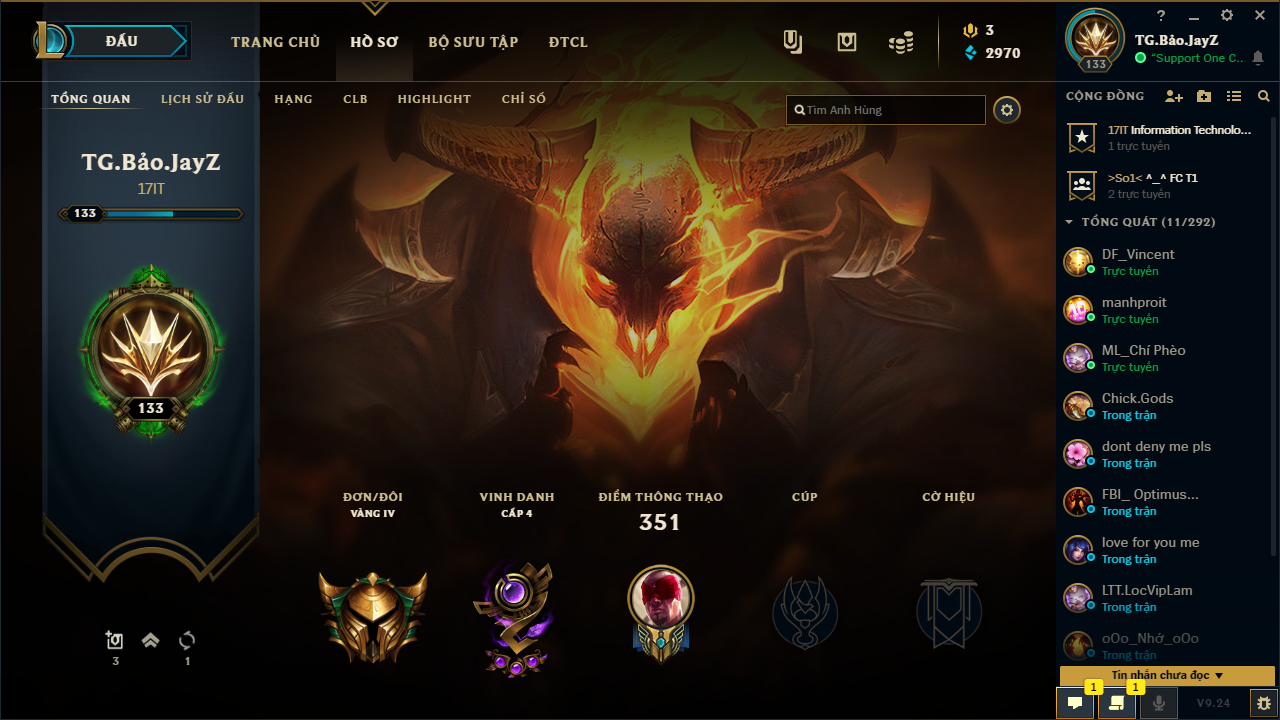 ĐẤU
TRANG CHỦ
HỒ SƠ
BỘ SƯU TẬP
ĐTCL
3
2970
?
TG.Bảo.JayZ
"Support One C...
133
TỔNG QUAN
LỊCH SỬ ĐẤU
HẠNG
CLB
HIGHLIGHT
CHỈ SỐ
Tìm Anh Hùng
TG.Bảo.JayZ
17IT
133
133
3
1
ĐƠN/ĐÔI
VÀNG IV
VINH DANH
CẤP 4
ĐIỂM THÔNG THẠO
351
CÚP
CỜ HIỆU
CỘNG ĐỒNG
17IT Information Technolo...
1 trực tuyến
>So1< ^_^ FC T1
2 trực tuyến
TỔNG QUÁT (11/292)
DF_Vincent
Trực tuyến
manhproit
Trực tuyến
ML_Chí Phèo
Trực tuyến
Chick.Gods
Trong trận
dont deny me pls
Trong trận
FBI_ Optimus...
Trong trận
love for you me
Trong trận
LTT.LocVipLam
Trong trận
oOo_Nhớ_oOo
Trong trận
Tin nhắn chưa đọc
1
1
V9.24